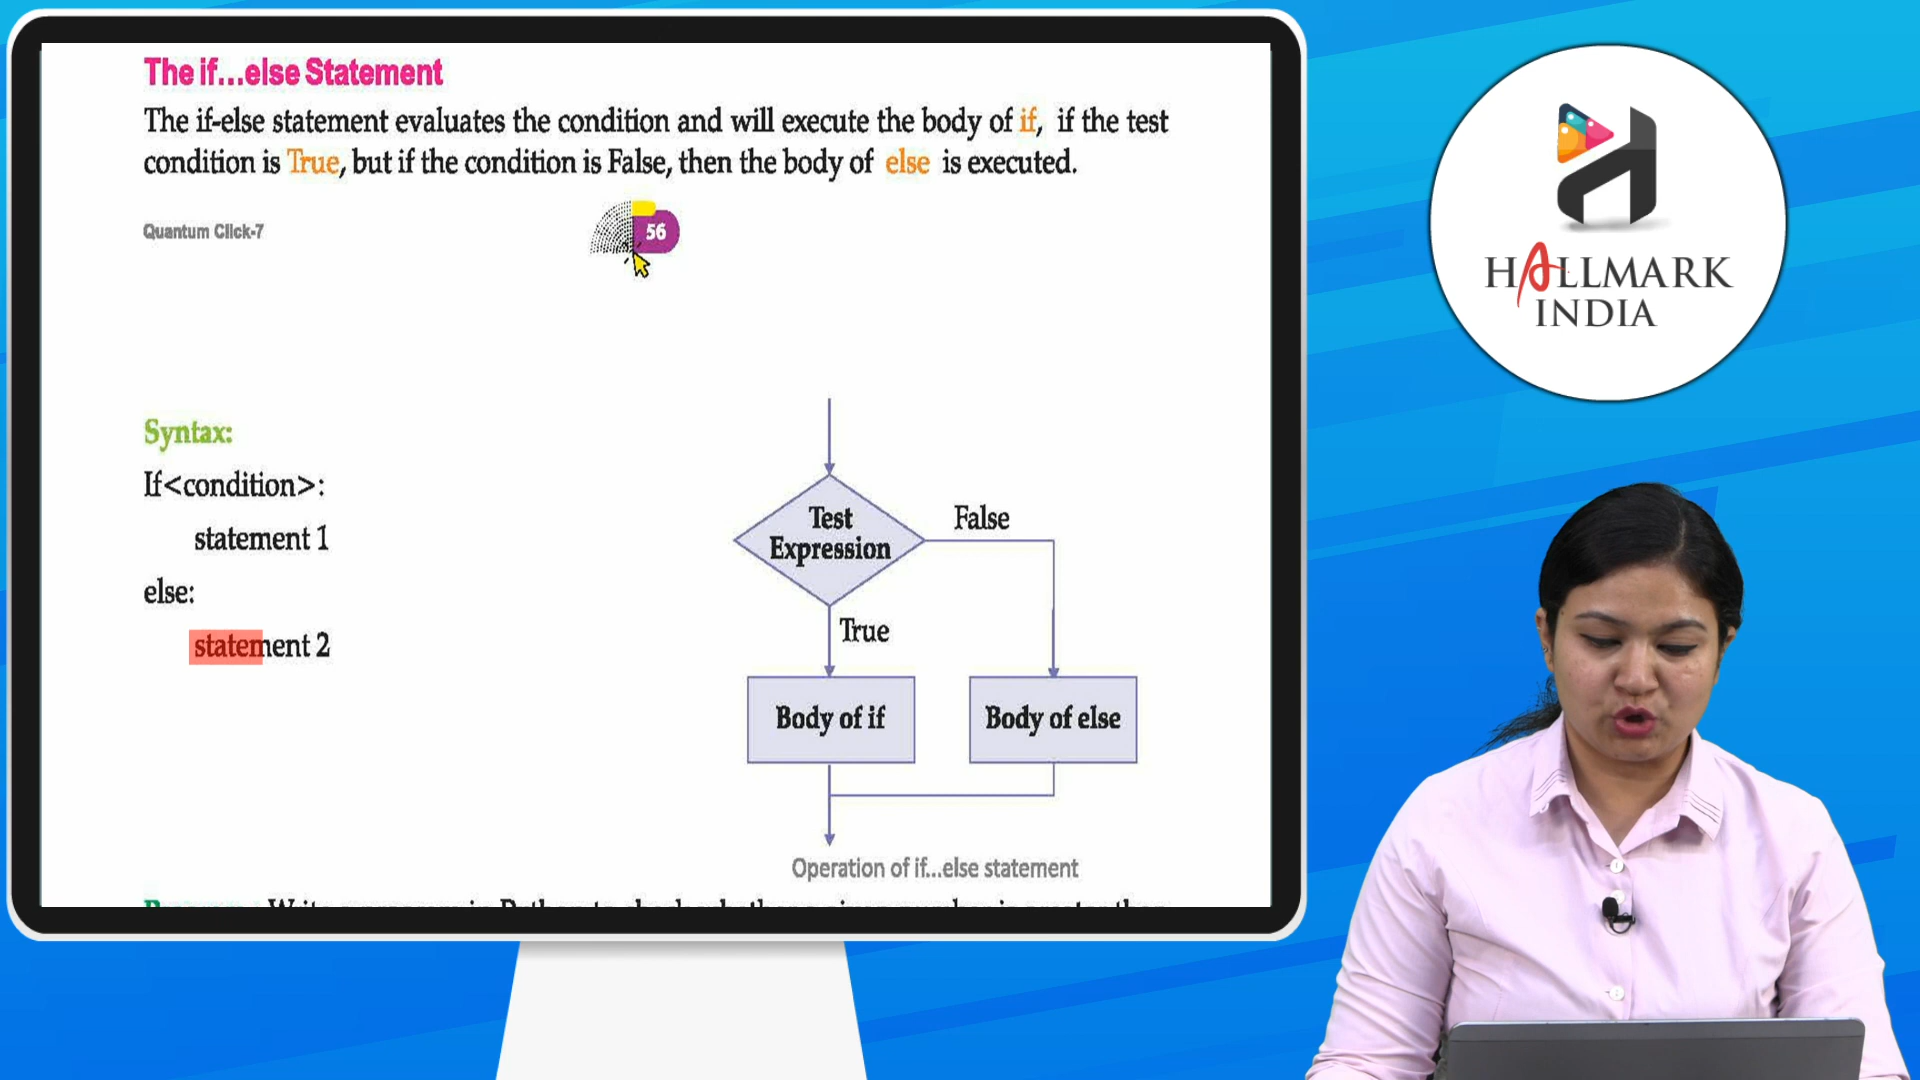 The if...else Statement
The if-else statement evaluates the condition and will execute the body of if, if the test
condition is True, but if the condition is False, then the body of else is executed.
Quantum Click-7
56
Syntax:
If<condition>:
statement 1
else:
statement 2
Test
Expression
False
True
Body of if
Body of else
Operation of if...else statement
HALLMARK
INDIA